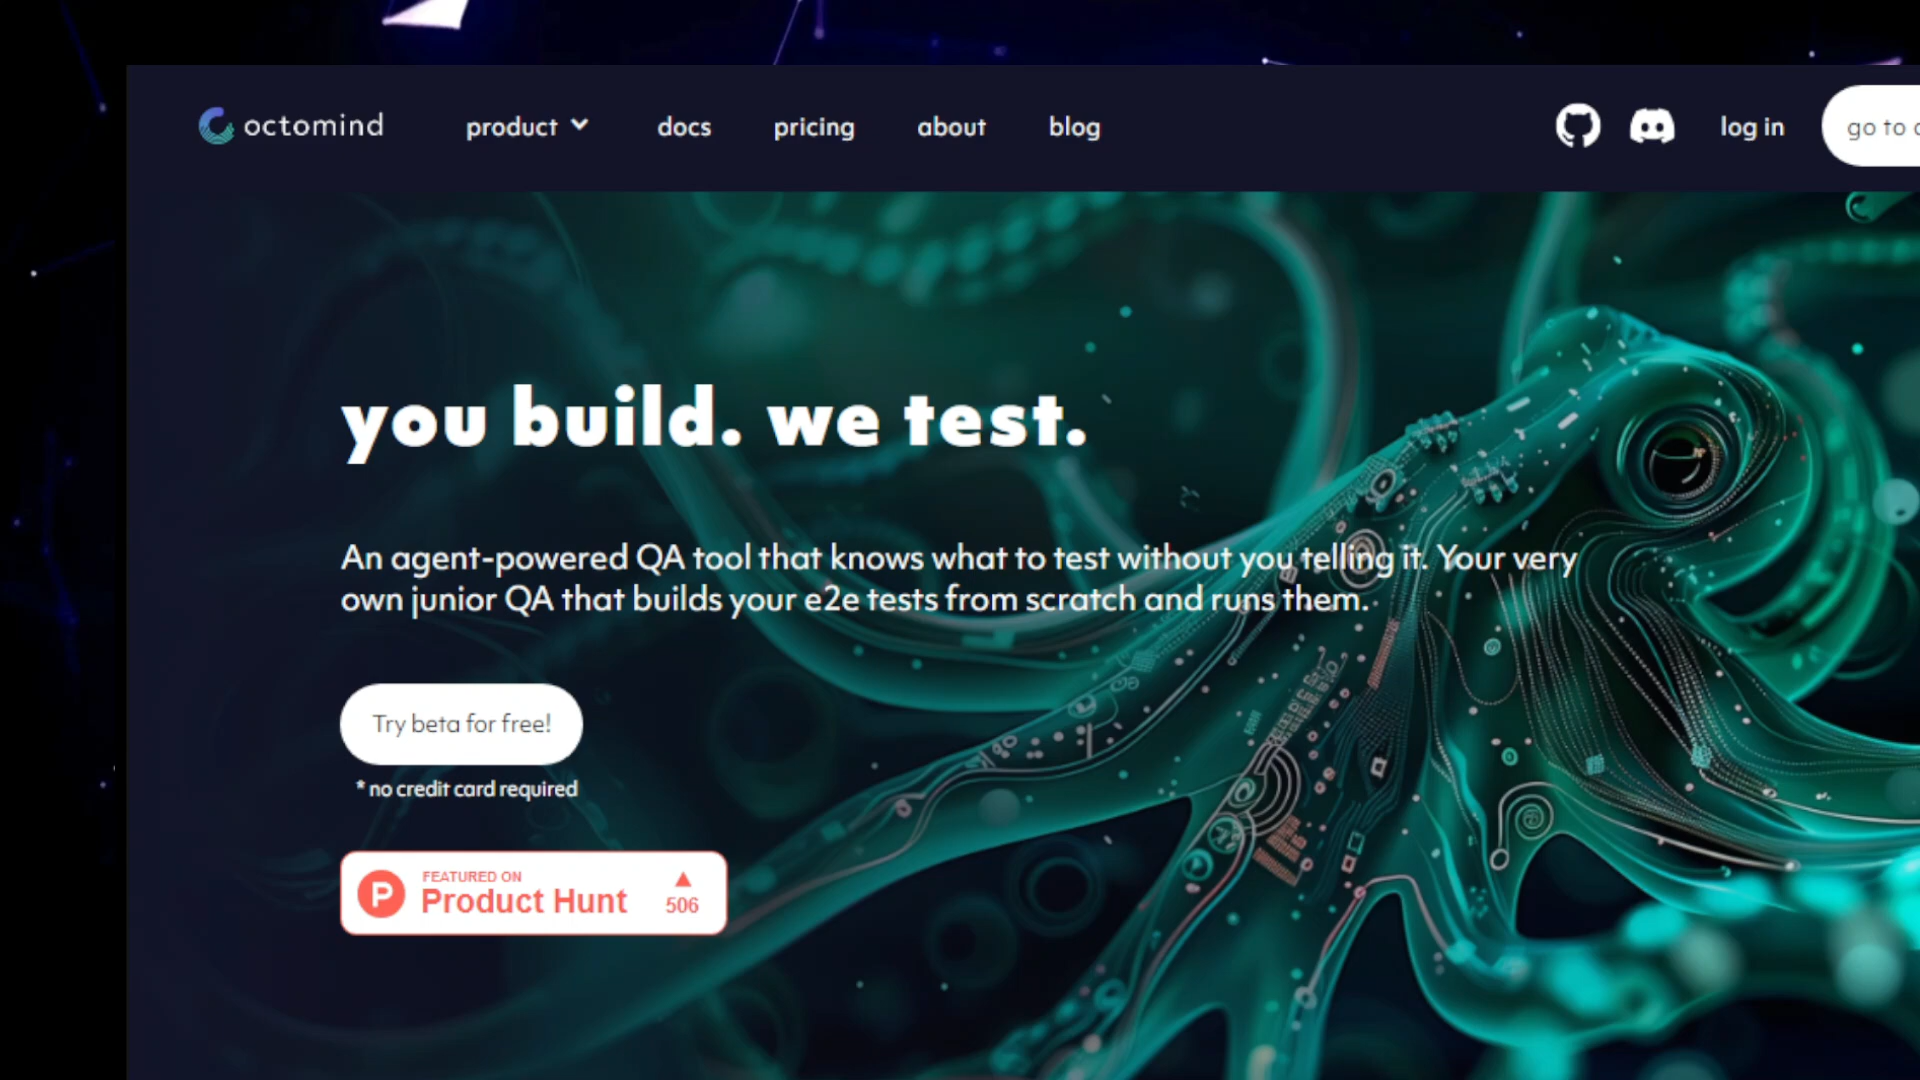 octomind
product
docs
pricing
about
blog
log in
go to
you build. we test.
An agent-powered QA tool that knows what to test without you telling it. Your very
own junior QA that builds your e2e tests from scratch and runs them.
Try beta for free!
* no credit card required
FEATURED ON
Product Hunt
506